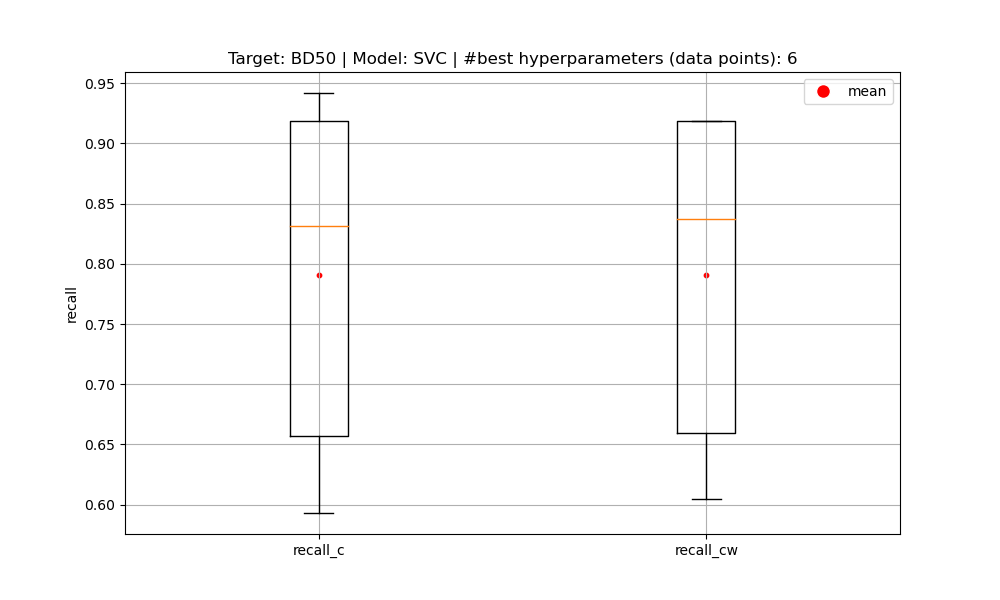 Target: BD50 | Model: SVC | #best hyperparameters (data points): 6
mean
0.95
0.90
0.85
0.80
0.75
0.70
0.65
0.60
recall
recall_c
recall_cw